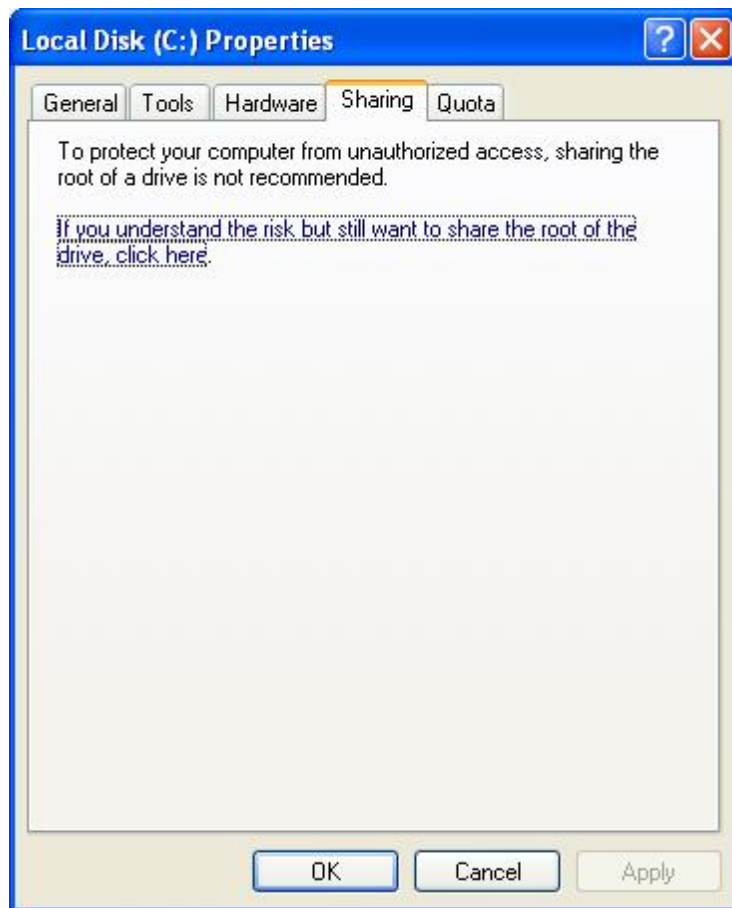 Local Disk (C:) Properties
General Tools Hardware Sharing Quota
To protect your computer from unauthorized access, sharing the
root of a drive is not recommended.
If you understand the risk but still want to share the root of the
drive, click here.
OK Cancel Apply